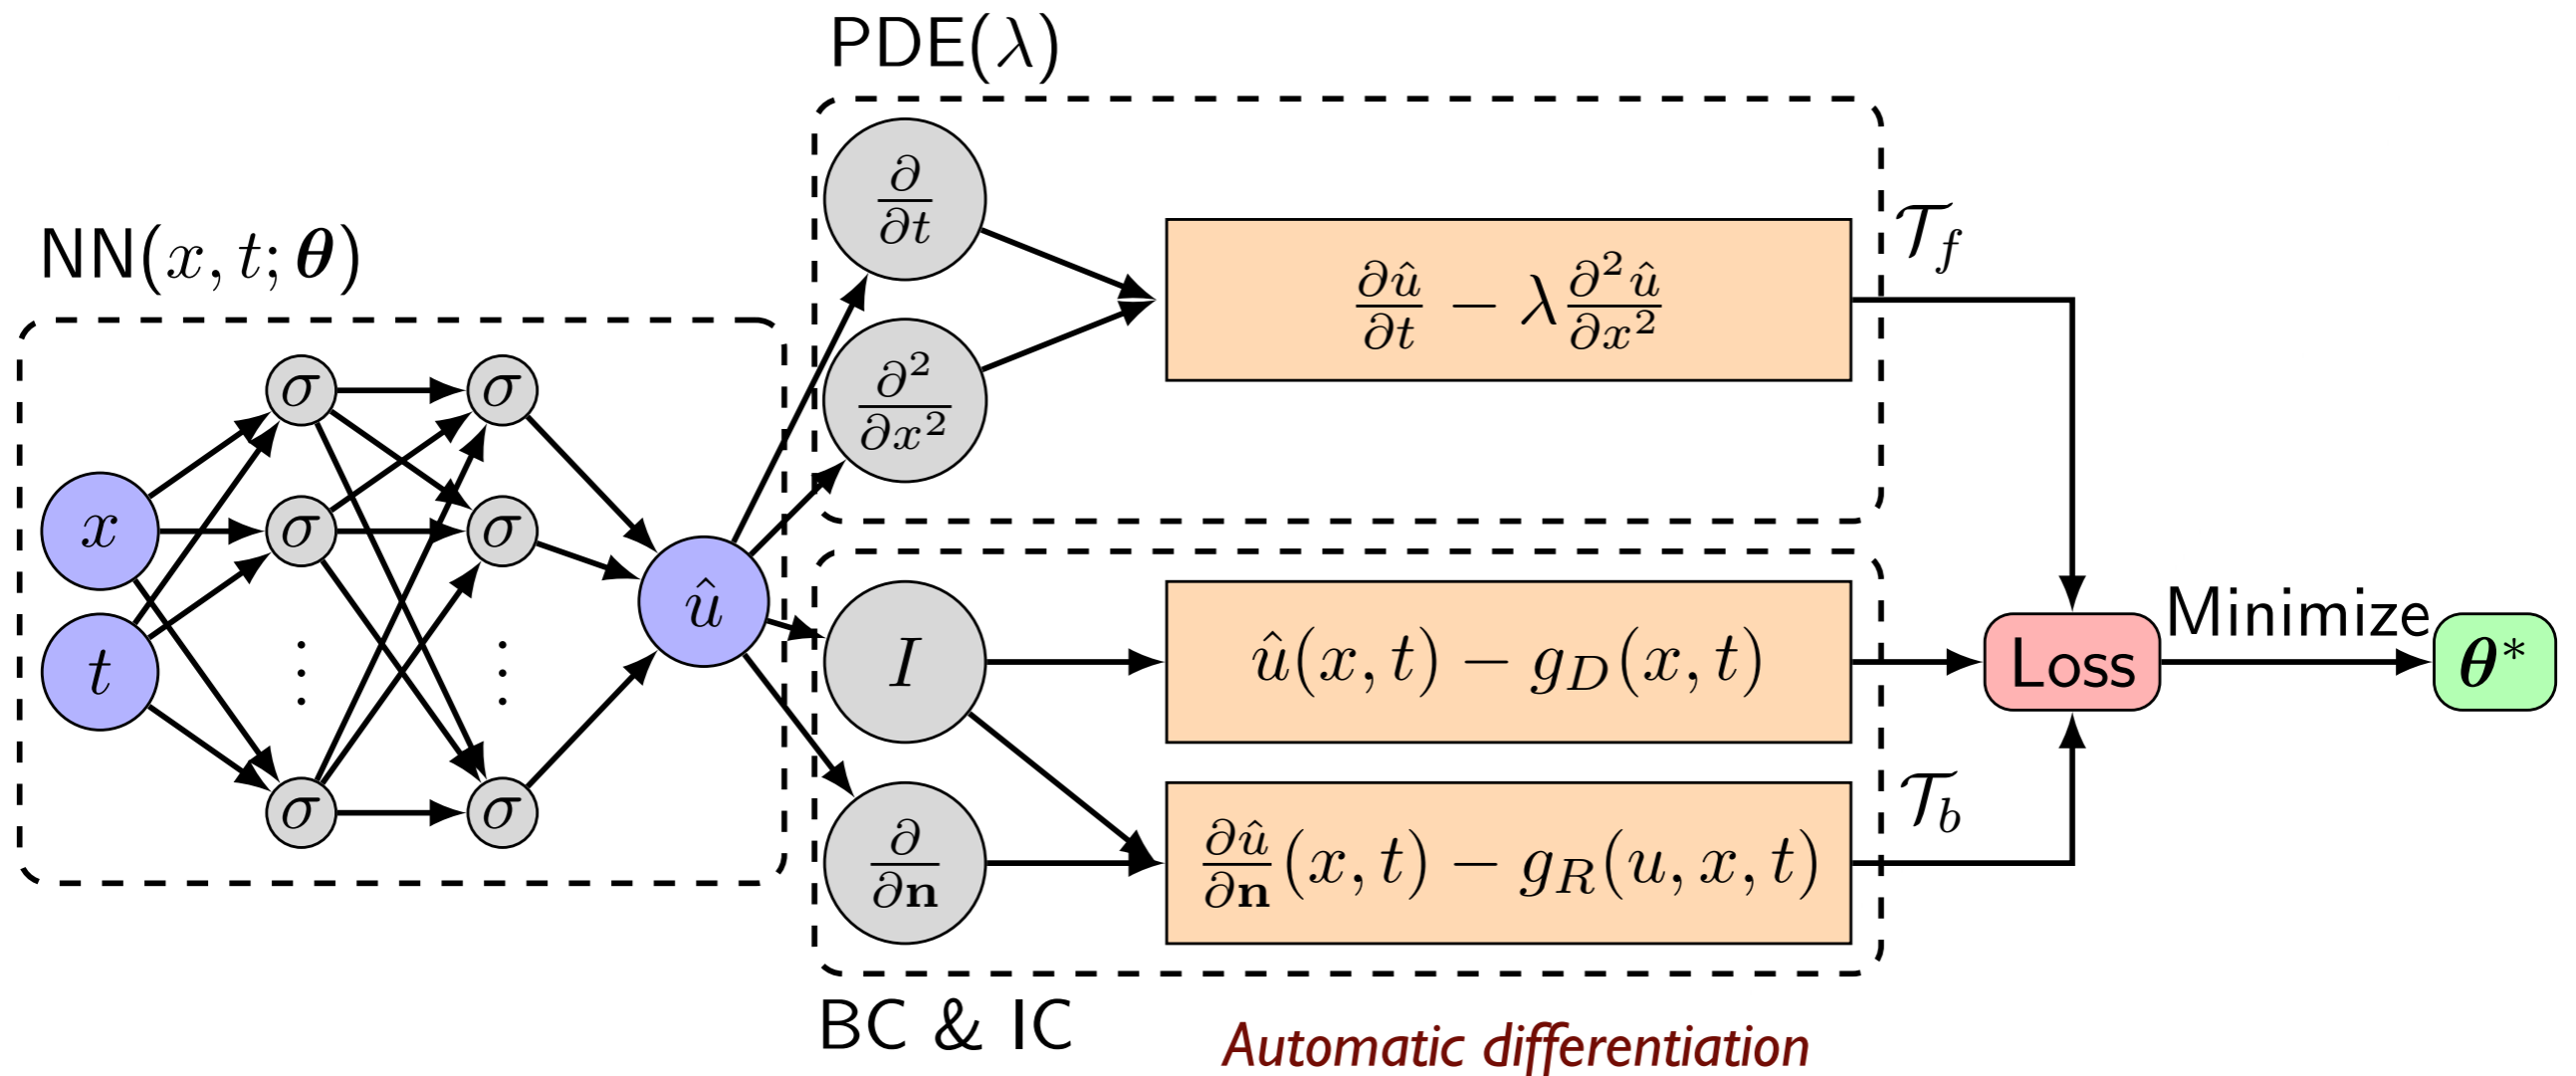 PDE(λ)
NN(x, t; θ)
∂/∂t
∂²/∂x²
∂û/∂t − λ ∂²û/∂x²
𝒯_f
σ σ
x
σ σ
t
⋮ ⋮
σ σ
û
I
û(x, t) − g_D(x, t)
∂/∂n
∂û/∂n(x, t) − g_R(u, x, t)
𝒯_b
Loss
Minimize
θ*
BC & IC
Automatic differentiation